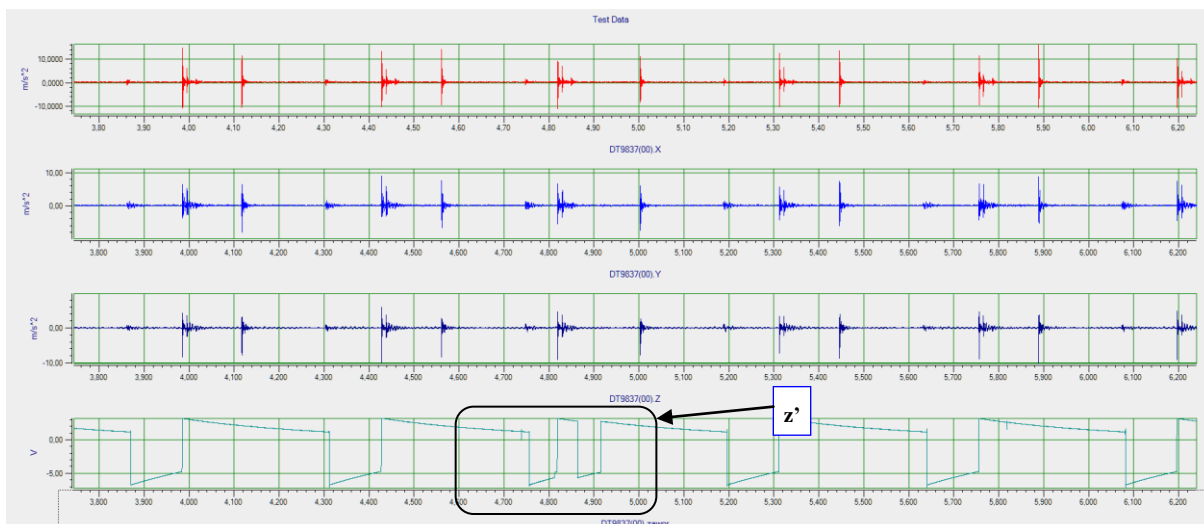 Test Data
10,0000
0,0000
-10,0000
m/s^2
3,80 3,90 4,00 4,10 4,20 4,30 4,40 4,50 4,60 4,70 4,80 4,90 5,00 5,10 5,20 5,30 5,40 5,50 5,60 5,70 5,80 5,90 6,00 6,10 6,20
DT9837(00).X
10.00
0.00
m/s^2
3,800 3,900 4,000 4,100 4,200 4,300 4,400 4,500 4,600 4,700 4,800 4,900 5,000 5,100 5,200 5,300 5,400 5,500 5,600 5,700 5,800 5,900 6,000 6,100 6,200
DT9837(00).Y
0.00
-10.00
m/s^2
3,800 3,900 4,000 4,100 4,200 4,300 4,400 4,500 4,600 4,700 4,800 4,900 5,000 5,100 5,200 5,300 5,400 5,500 5,600 5,700 5,800 5,900 6,000 6,100 6,200
DT9837(00).Z
z’
0.00
-5.00
V
3,800 3,900 4,000 4,100 4,200 4,300 4,400 4,500 4,600 4,700 4,800 4,900 5,000 5,100 5,200 5,300 5,400 5,500 5,600 5,700 5,800 5,900 6,000 6,100 6,200
DT9837(00).zawor